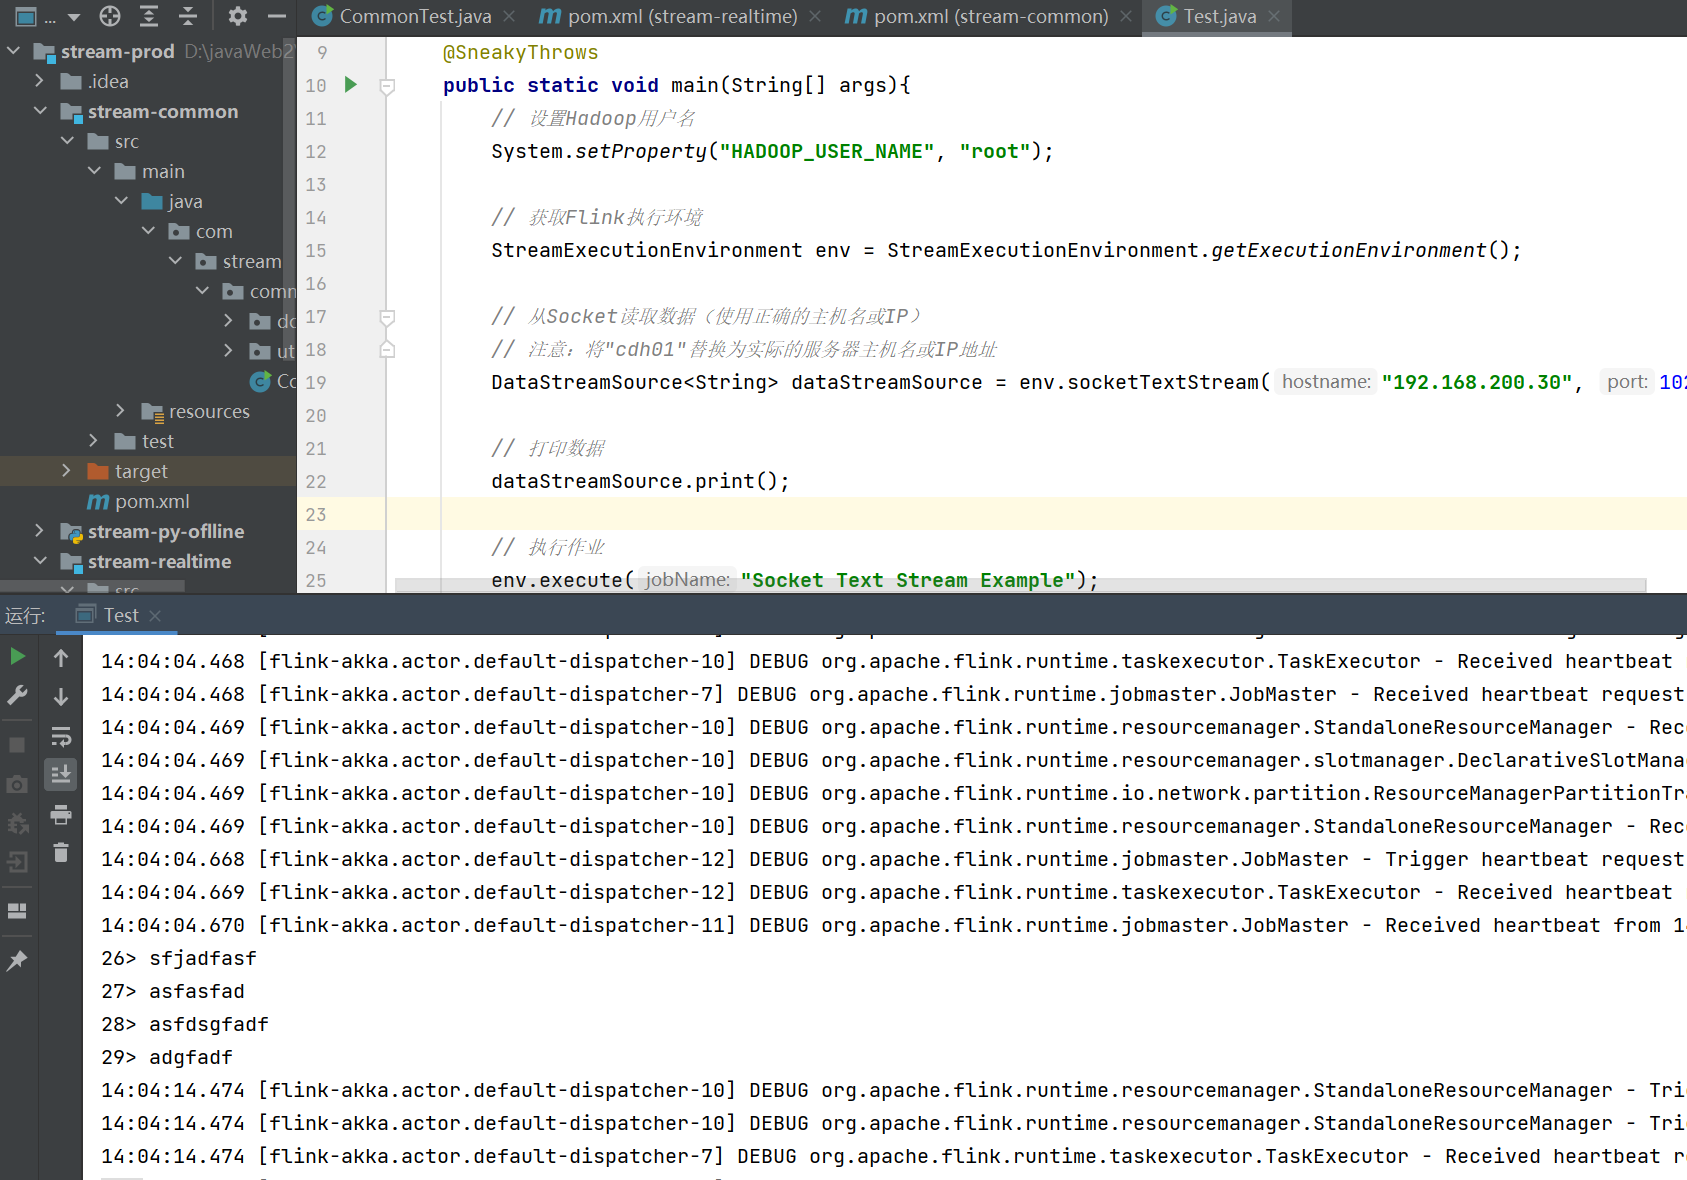 ...
CommonTest.java
pom.xml (stream-realtime)
pom.xml (stream-common)
Test.java
stream-prod D:\javaWeb2
.idea
stream-common
src
main
java
com
stream
comm
dc
ut
Co
resources
test
target
pom.xml
stream-py-oflline
stream-realtime
src
9 @SneakyThrows
10 public static void main(String[] args){
11 // 设置Hadoop用户名
12 System.setProperty("HADOOP_USER_NAME", "root");
13
14 // 获取Flink执行环境
15 StreamExecutionEnvironment env = StreamExecutionEnvironment.getExecutionEnvironment();
16
17 // 从Socket读取数据（使用正确的主机名或IP）
18 // 注意：将"cdh01"替换为实际的服务器主机名或IP地址
19 DataStreamSource<String> dataStreamSource = env.socketTextStream( hostname: "192.168.200.30", port: 102
20
21 // 打印数据
22 dataStreamSource.print();
23
24 // 执行作业
25 env.execute( jobName: "Socket Text Stream Example");
运行: Test
14:04:04.468 [flink-akka.actor.default-dispatcher-10] DEBUG org.apache.flink.runtime.taskexecutor.TaskExecutor - Received heartbeat
14:04:04.468 [flink-akka.actor.default-dispatcher-7] DEBUG org.apache.flink.runtime.jobmaster.JobMaster - Received heartbeat request
14:04:04.469 [flink-akka.actor.default-dispatcher-10] DEBUG org.apache.flink.runtime.resourcemanager.StandaloneResourceManager - Rec
14:04:04.469 [flink-akka.actor.default-dispatcher-10] DEBUG org.apache.flink.runtime.resourcemanager.slotmanager.DeclarativeSlotMana
14:04:04.469 [flink-akka.actor.default-dispatcher-10] DEBUG org.apache.flink.runtime.io.network.partition.ResourceManagerPartitionTra
14:04:04.469 [flink-akka.actor.default-dispatcher-10] DEBUG org.apache.flink.runtime.resourcemanager.StandaloneResourceManager - Rec
14:04:04.668 [flink-akka.actor.default-dispatcher-12] DEBUG org.apache.flink.runtime.jobmaster.JobMaster - Trigger heartbeat request
14:04:04.669 [flink-akka.actor.default-dispatcher-12] DEBUG org.apache.flink.runtime.taskexecutor.TaskExecutor - Received heartbeat
14:04:04.670 [flink-akka.actor.default-dispatcher-11] DEBUG org.apache.flink.runtime.jobmaster.JobMaster - Received heartbeat from 1
26> sfjadfasf
27> asfasfad
28> asfdsgfadf
29> adgfadf
14:04:14.474 [flink-akka.actor.default-dispatcher-10] DEBUG org.apache.flink.runtime.resourcemanager.StandaloneResourceManager - Tri
14:04:14.474 [flink-akka.actor.default-dispatcher-10] DEBUG org.apache.flink.runtime.resourcemanager.StandaloneResourceManager - Tri
14:04:14.474 [flink-akka.actor.default-dispatcher-7] DEBUG org.apache.flink.runtime.taskexecutor.TaskExecutor - Received heartbeat r